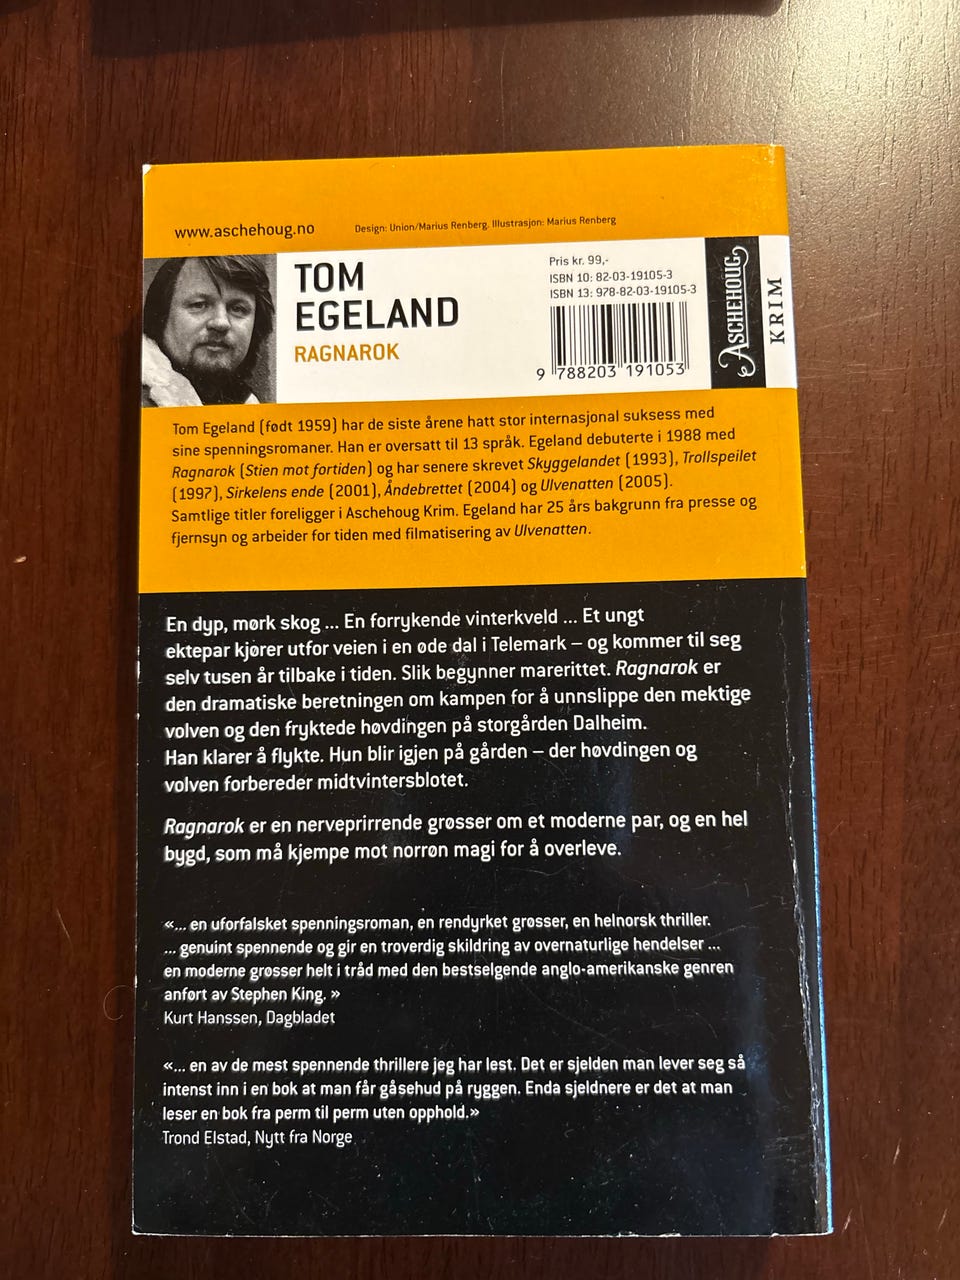 www.aschehoug.no
Design: Union/Marius Renberg. Illustrasjon: Marius Renberg
TOM
EGELAND
RAGNAROK
Pris kr. 99,-
ISBN 10: 82-03-19105-3
ISBN 13: 978-82-03-19105-3
9 788203 191053
ASCHEHOUG
KRIM
Tom Egeland (født 1959) har de siste årene hatt stor internasjonal suksess med
sine spenningsromaner. Han er oversatt til 13 språk. Egeland debuterte i 1988 med
Ragnarok (Stien mot fortiden) og har senere skrevet Skyggelandet (1993), Trollspeilet
(1997), Sirkelens ende (2001), Åndebrettet (2004) og Ulvenatten (2005).
Samtlige titler foreligger i Aschehoug Krim. Egeland har 25 års bakgrunn fra presse og
fjernsyn og arbeider for tiden med filmatisering av Ulvenatten.
En dyp, mørk skog ... En forrykende vinterkveld ... Et ungt
ektepar kjører utfor veien i en øde dal i Telemark – og kommer til seg
selv tusen år tilbake i tiden. Slik begynner marerittet. Ragnarok er
den dramatiske beretningen om kampen for å unnslippe den mektige
volven og den fryktede høvdingen på storgården Dalheim.
Han klarer å flykte. Hun blir igjen på gården – der høvdingen og
volven forbereder midtvintersblotet.
Ragnarok er en nerveprirrende grøsser om et moderne par, og en hel
bygd, som må kjempe mot norrøn magi for å overleve.
«... en uforfalsket spenningsroman, en rendyrket grøsser, en helnorsk thriller.
... genuint spennende og gir en troverdig skildring av overnaturlige hendelser ...
en moderne grøsser helt i tråd med den bestselgende anglo-amerikanske genren
anført av Stephen King. »
Kurt Hanssen, Dagbladet
«... en av de mest spennende thrillere jeg har lest. Det er sjelden man lever seg så
intenst inn i en bok at man får gåsehud på ryggen. Enda sjeldnere er det at man
leser en bok fra perm til perm uten opphold.»
Trond Elstad, Nytt fra Norge